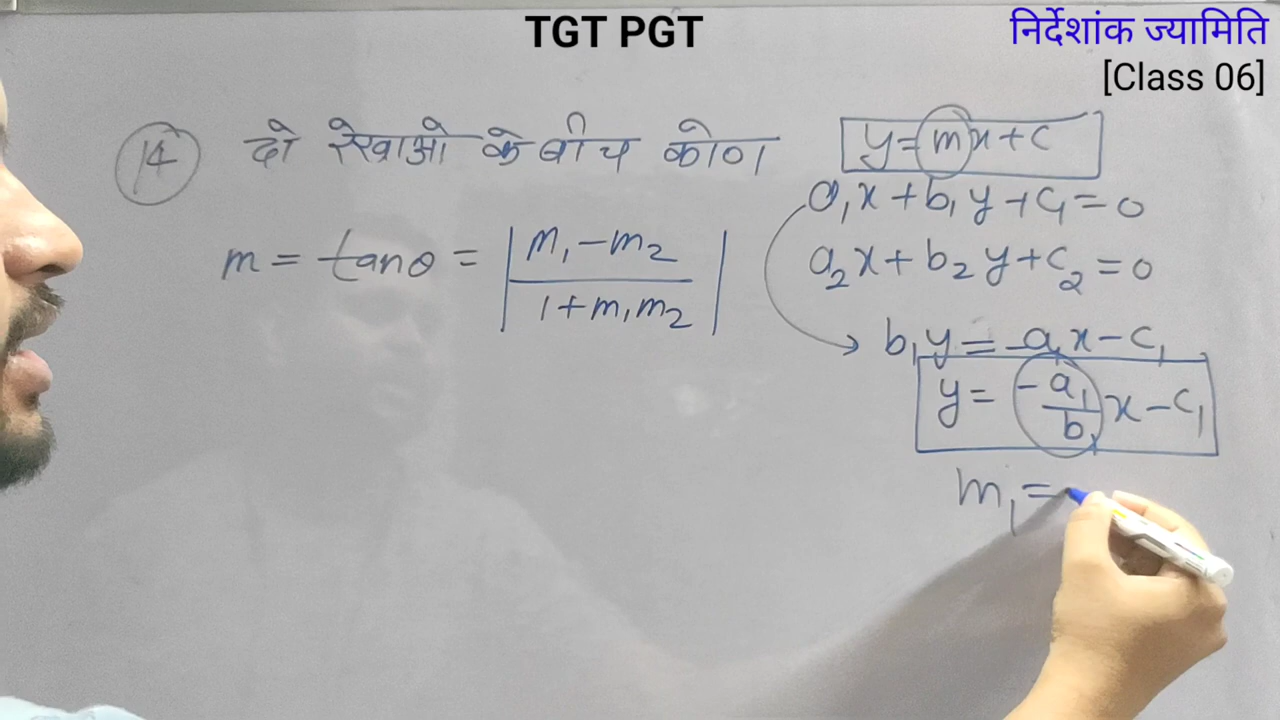 TGT PGT
निर्देशांक ज्यामिति
[Class 06]
14 दो रेखाओ के बीच कोण
y=mx+c
a₁x+b₁y+c₁=0
m = tanθ = |m₁-m₂ / 1+m₁m₂|
a₂x+b₂y+c₂=0
b₁y=-a₁x-c₁
y= -a₁/b₁ x-c₁
m₁=